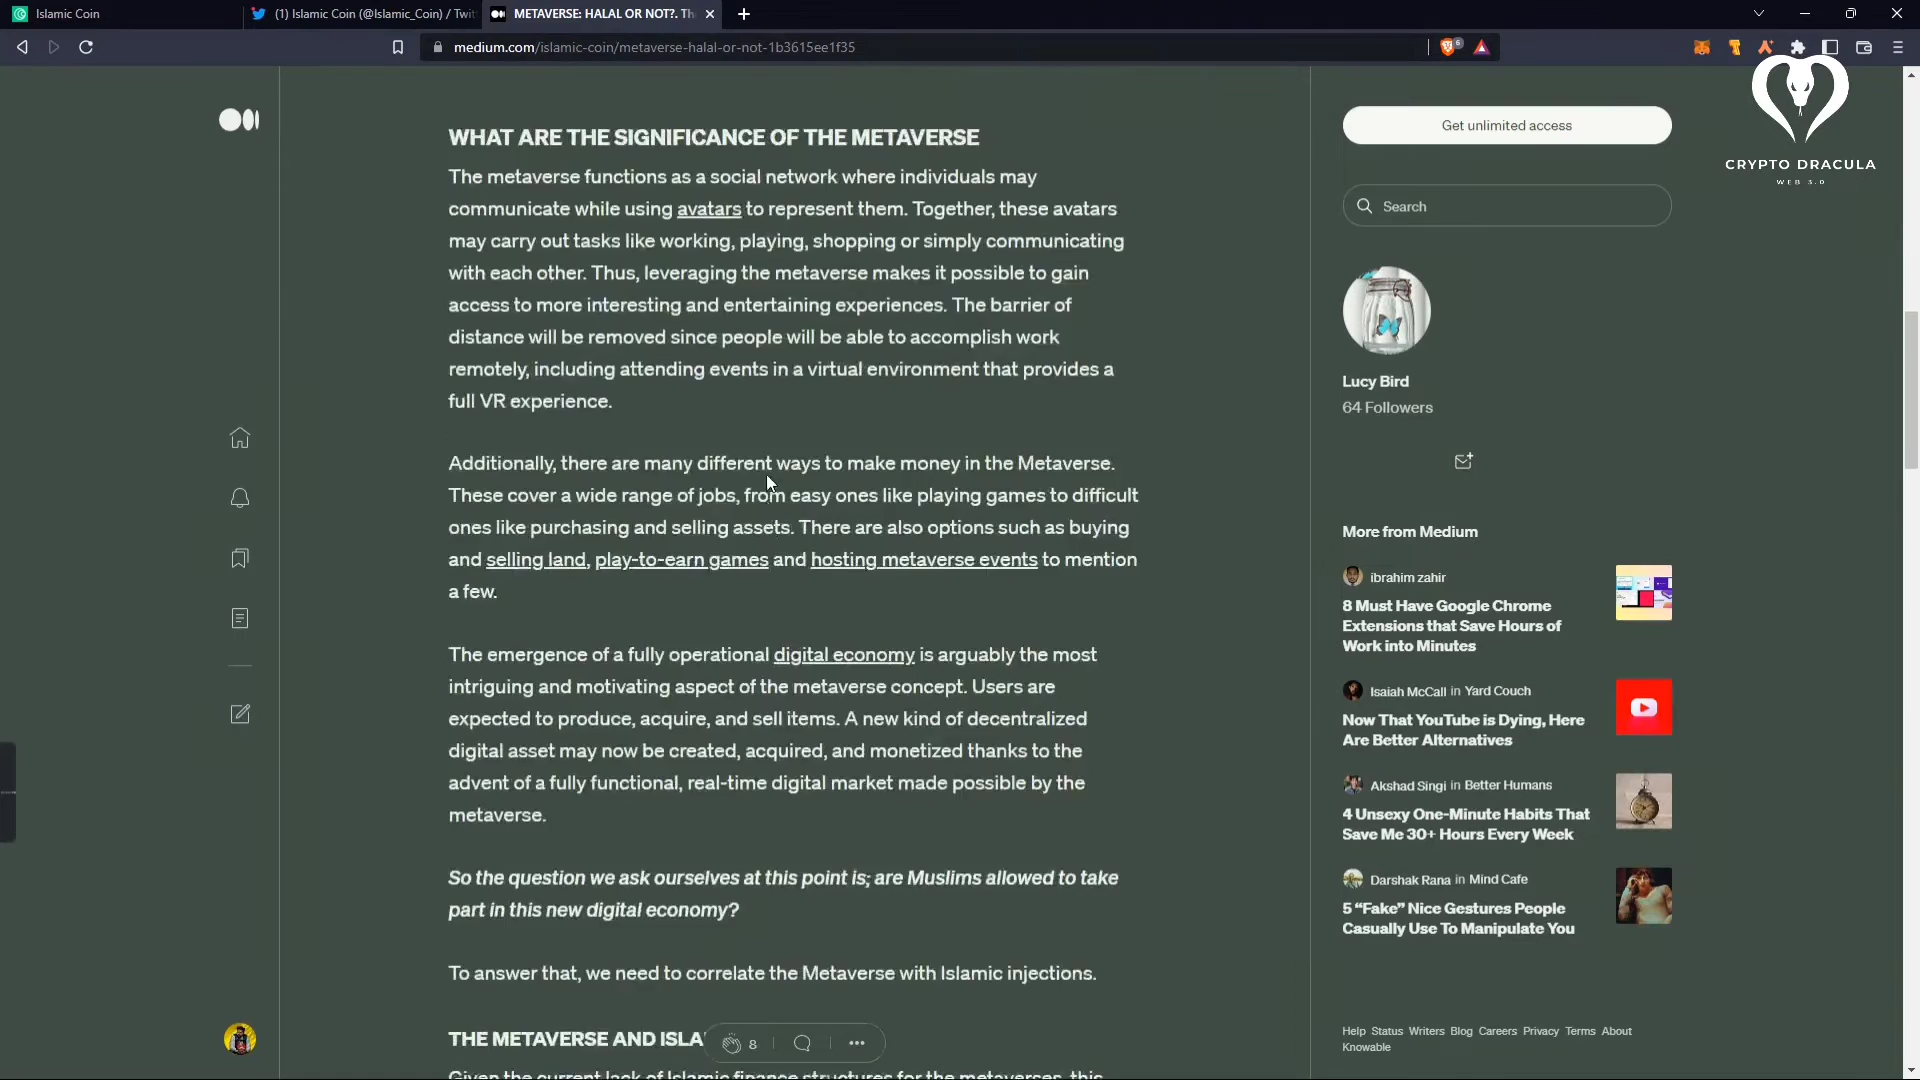 Islamic Coin
(1) Islamic Coin (@Islamic_Coin) / Twit
METAVERSE: HALAL OR NOT?. Th
medium.com/islamic-coin/metaverse-halal-or-not-1b3615ee1f35
6
CRYPTO DRACULA
WEB 3.0
WHAT ARE THE SIGNIFICANCE OF THE METAVERSE
The metaverse functions as a social network where individuals may
communicate while using avatars to represent them. Together, these avatars
may carry out tasks like working, playing, shopping or simply communicating
with each other. Thus, leveraging the metaverse makes it possible to gain
access to more interesting and entertaining experiences. The barrier of
distance will be removed since people will be able to accomplish work
remotely, including attending events in a virtual environment that provides a
full VR experience.
Additionally, there are many different ways to make money in the Metaverse.
These cover a wide range of jobs, from easy ones like playing games to difficult
ones like purchasing and selling assets. There are also options such as buying
and selling land, play-to-earn games and hosting metaverse events to mention
a few.
The emergence of a fully operational digital economy is arguably the most
intriguing and motivating aspect of the metaverse concept. Users are
expected to produce, acquire, and sell items. A new kind of decentralized
digital asset may now be created, acquired, and monetized thanks to the
advent of a fully functional, real-time digital market made possible by the
metaverse.
So the question we ask ourselves at this point is; are Muslims allowed to take
part in this new digital economy?
To answer that, we need to correlate the Metaverse with Islamic injections.
THE METAVERSE AND ISLA
8
Given the current lack of Islamic finance structures for the metaverses, this
Get unlimited access
Search
Lucy Bird
64 Followers
More from Medium
ibrahim zahir
8 Must Have Google Chrome
Extensions that Save Hours of
Work into Minutes
Isaiah McCall in Yard Couch
Now That YouTube is Dying, Here
Are Better Alternatives
Akshad Singi in Better Humans
4 Unsexy One-Minute Habits That
Save Me 30+ Hours Every Week
Darshak Rana in Mind Cafe
5 “Fake” Nice Gestures People
Casually Use To Manipulate You
Help Status Writers Blog Careers Privacy Terms About
Knowable